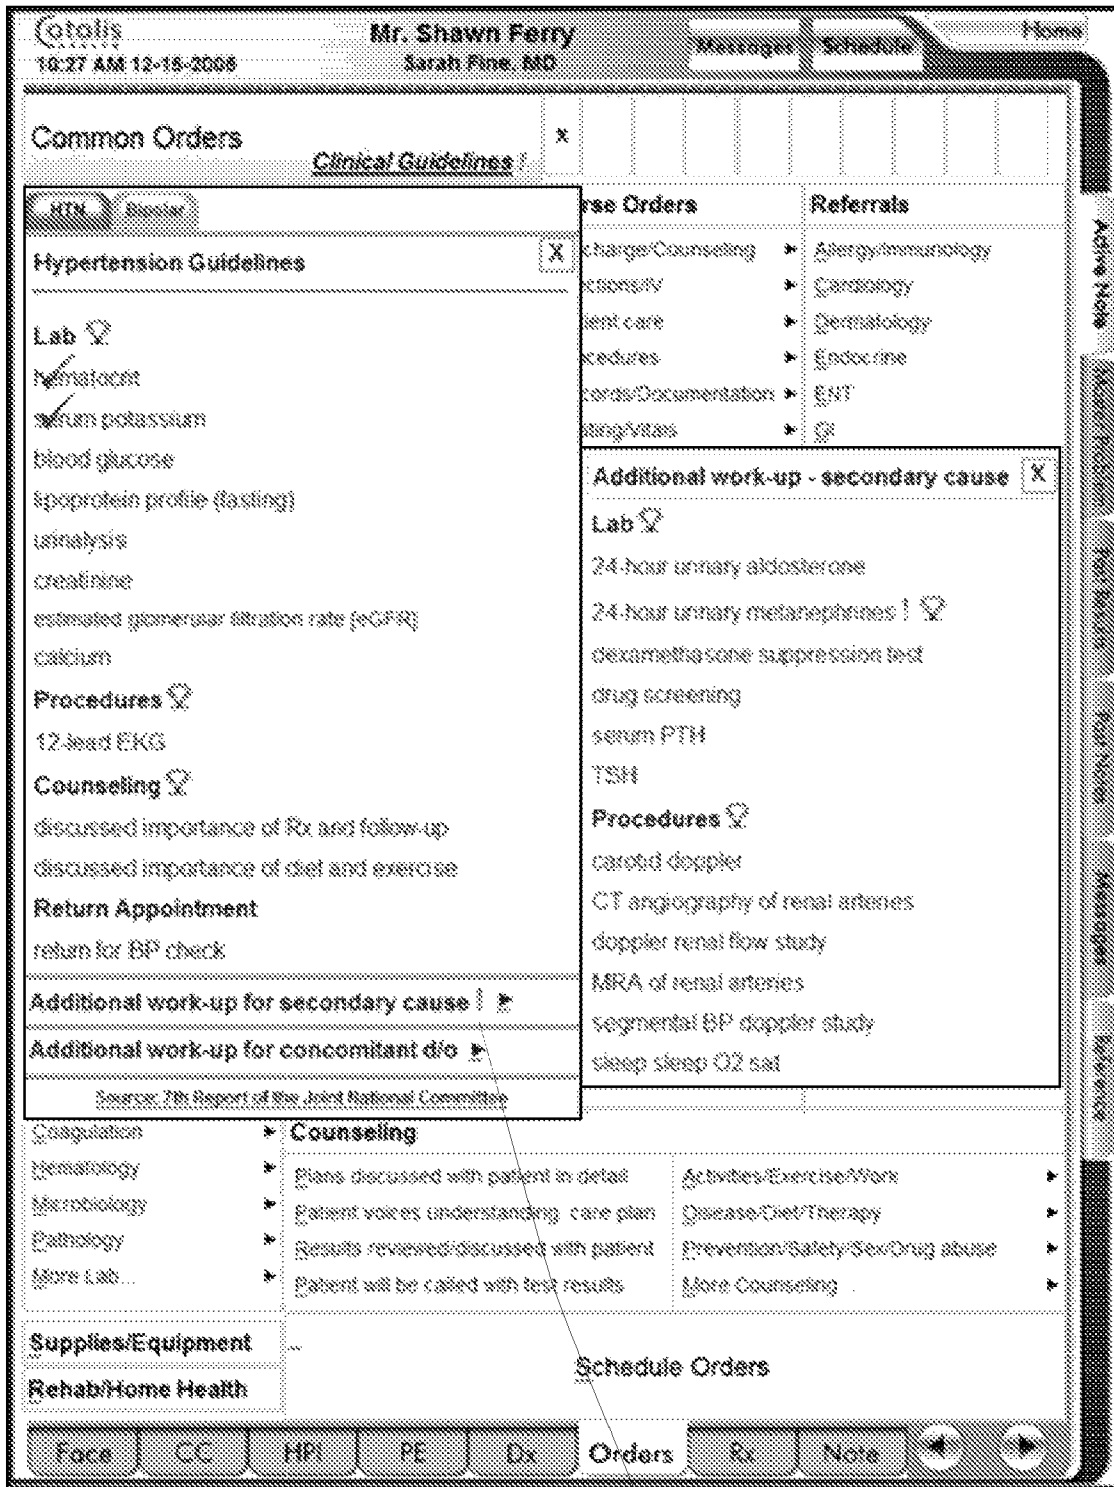 Catalis
10:27 AM 12-15-2005
Mr. Shawn Ferry
Sarah Fine, MD
Messages
Schedule
Home
Common Orders
Clinical Guidelines !
x
HTN
Bipolar
Hypertension Guidelines
X
Lab
hematocrit
serum potassium
blood glucose
lipoprotein profile (fasting)
urinalysis
creatinine
estimated glomerular filtration rate [eGFR]
calcium
Procedures
12-lead EKG
Counseling
discussed importance of Rx and follow-up
discussed importance of diet and exercise
Return Appointment
return for BP check
Additional work-up for secondary cause !
Additional work-up for concomitant d/o
Source: 7th Report of the Joint National Committee
rse Orders
charge/Counseling
ctions/IV
ient care
cedures
cords/Documentation
sting/Vitals
Referrals
Allergy/Immunology
Cardiology
Dermatology
Endocrine
ENT
GI
Additional work-up - secondary cause
X
Lab
24-hour urinary aldosterone
24-hour urinary metanephrines !
dexamethasone suppression test
drug screening
serum PTH
TSH
Procedures
carotid doppler
CT angiography of renal arteries
doppler renal flow study
MRA of renal arteries
segmental BP doppler study
sleep sleep O2 sat
Coagulation
Hematology
Microbiology
Pathology
More Lab...
Counseling
Plans discussed with patient in detail
Patient voices understanding care plan
Results reviewed/discussed with patient
Patient will be called with test results
Activities/Exercise/Work
Disease/Diet/Therapy
Prevention/Safety/Sex/Drug abuse
More Counseling
Supplies/Equipment
...
Rehab/Home Health
Schedule Orders
Face
CC
HPI
PE
Dx
Orders
Rx
Note
Active Note
Test Results
Full Notes
Messages
Reference